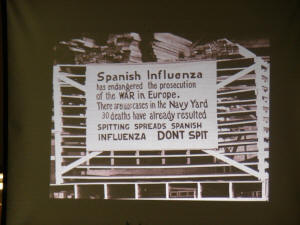 Spanish Influenza
has endangered the prosecution
of the WAR in Europe.
There are 1500 cases in the Navy Yard
30 deaths have already resulted
SPITTING SPREADS SPANISH
INFLUENZA DONT SPIT